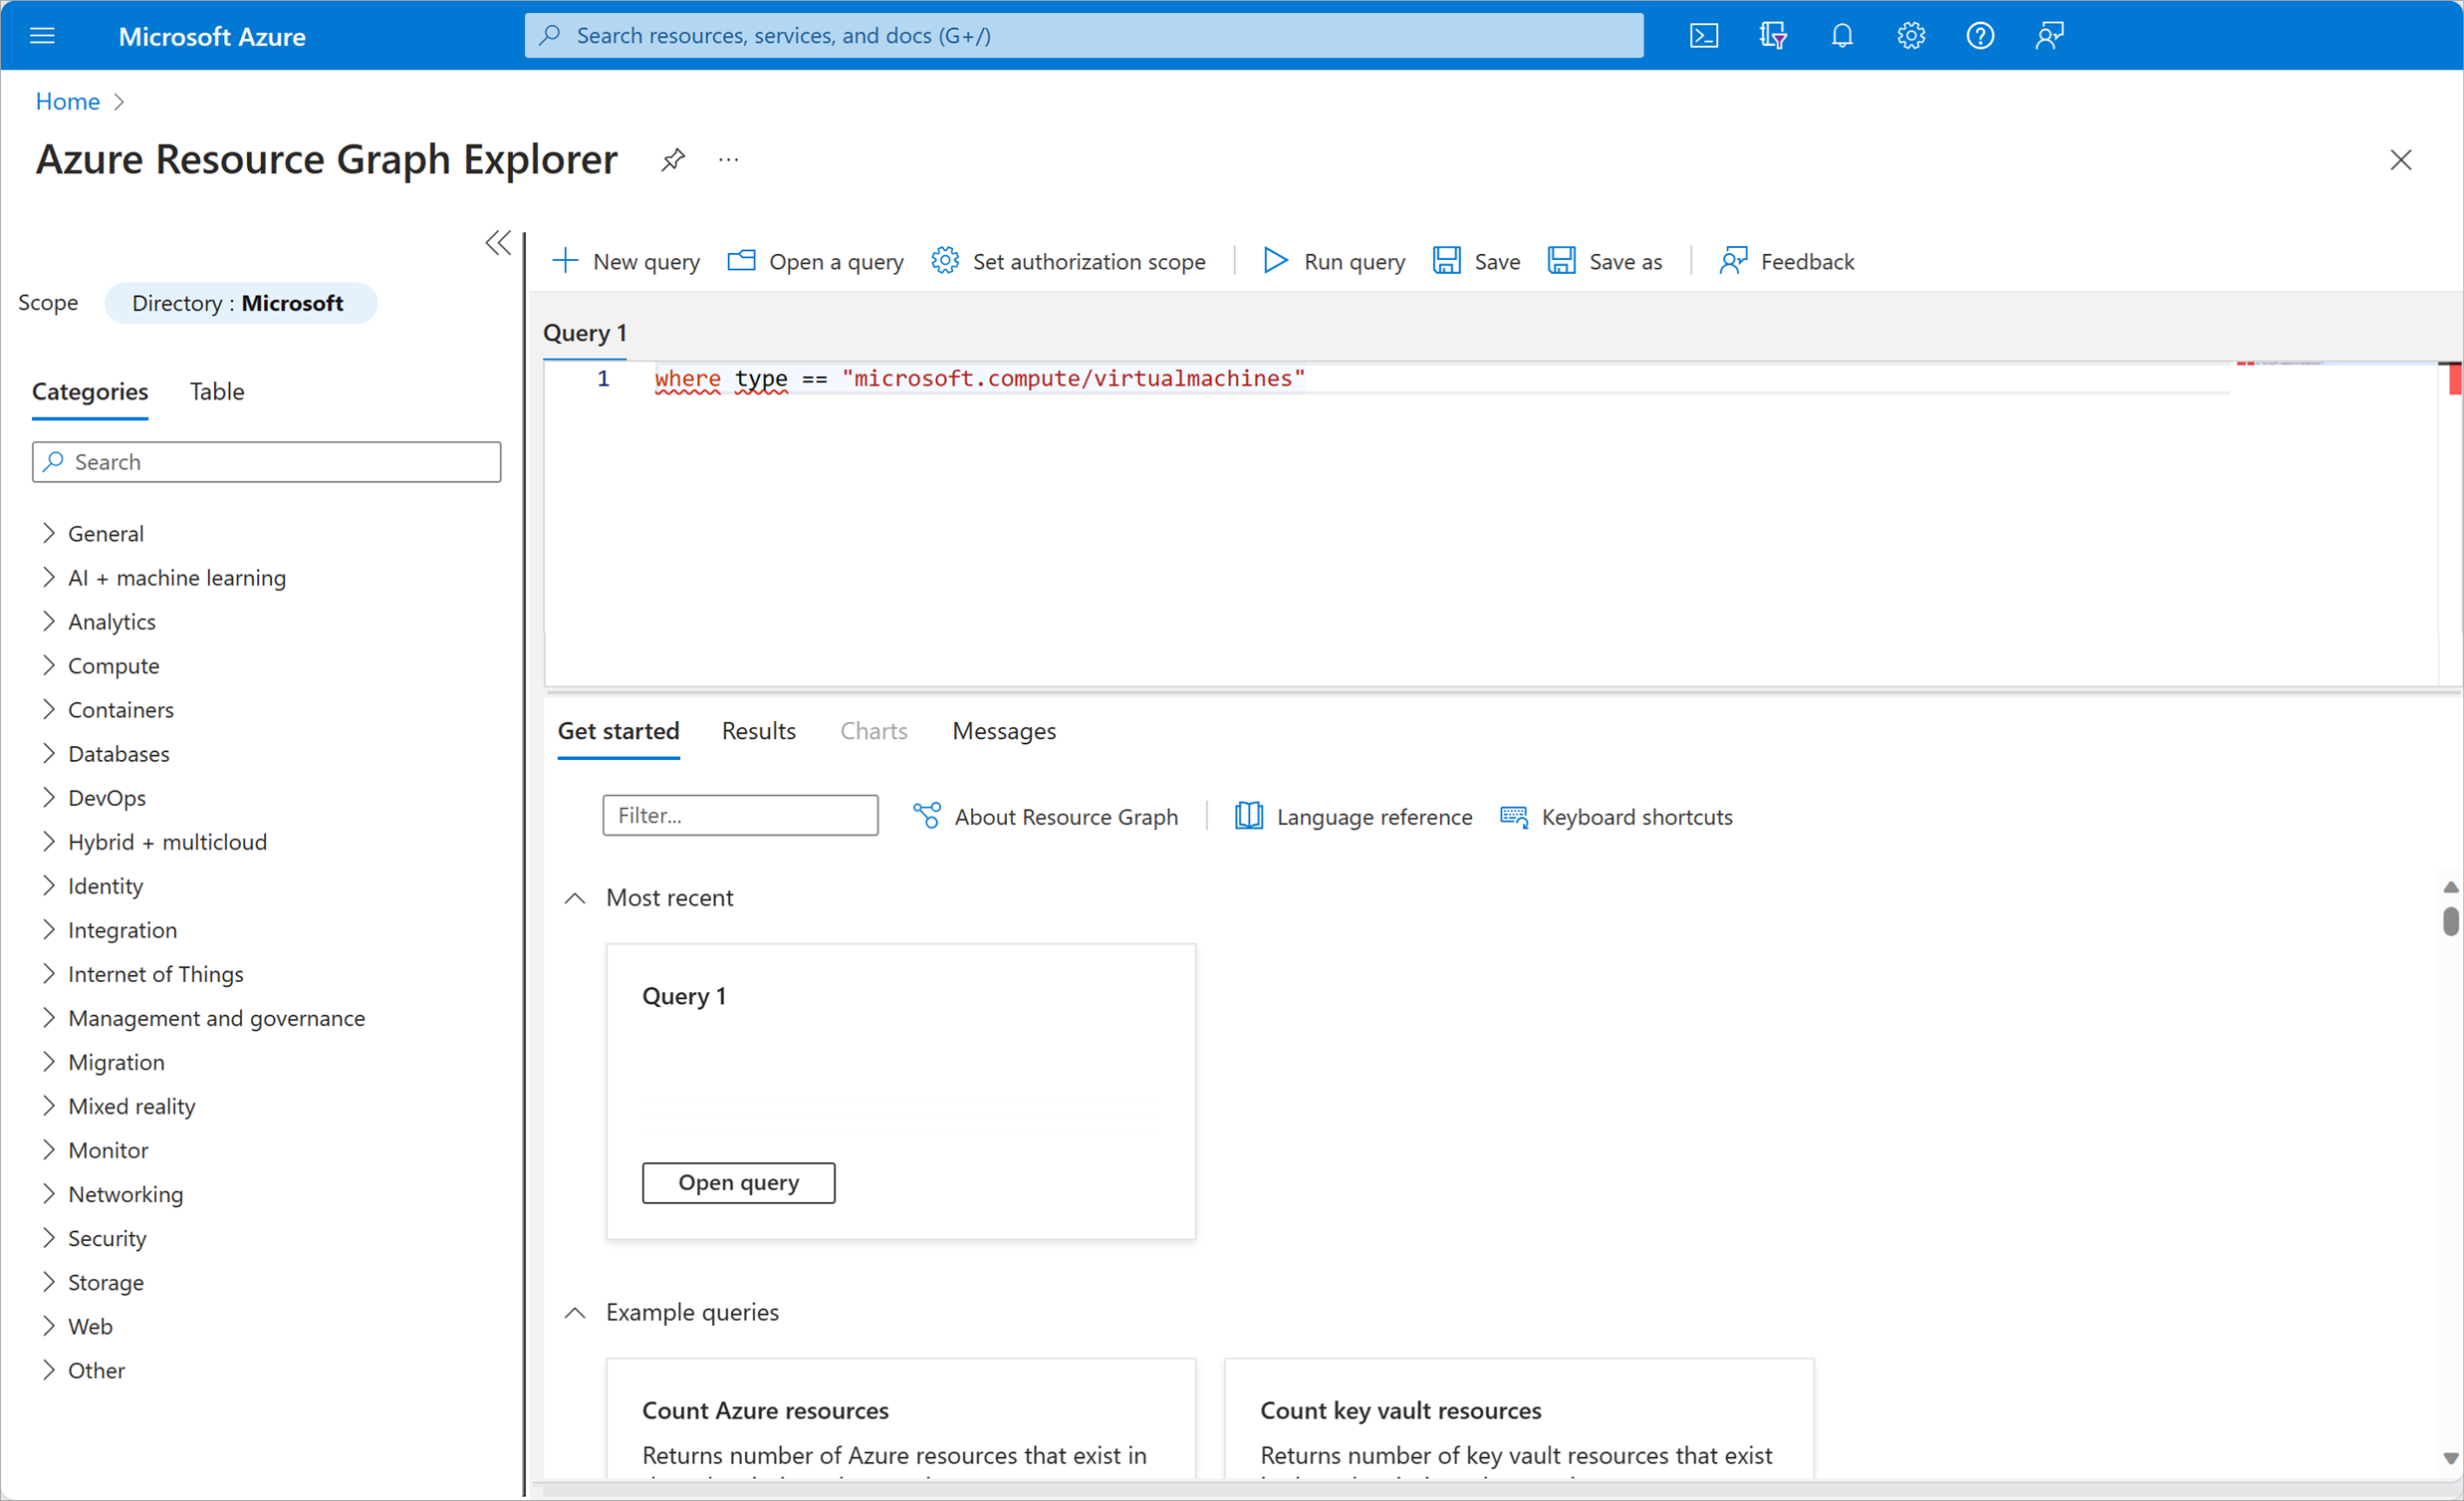 Microsoft Azure
Search resources, services, and docs (G+/)
Home
Azure Resource Graph Explorer
New query
Open a query
Set authorization scope
Run query
Save
Save as
Feedback
Scope
Directory : Microsoft
Categories
Table
Search
General
AI + machine learning
Analytics
Compute
Containers
Databases
DevOps
Hybrid + multicloud
Identity
Integration
Internet of Things
Management and governance
Migration
Mixed reality
Monitor
Networking
Security
Storage
Web
Other
Query 1
1 where type == "microsoft.compute/virtualmachines"
Get started
Results
Charts
Messages
Filter...
About Resource Graph
Language reference
Keyboard shortcuts
Most recent
Query 1
Open query
Example queries
Count Azure resources
Returns number of Azure resources that exist in
Count key vault resources
Returns number of key vault resources that exist